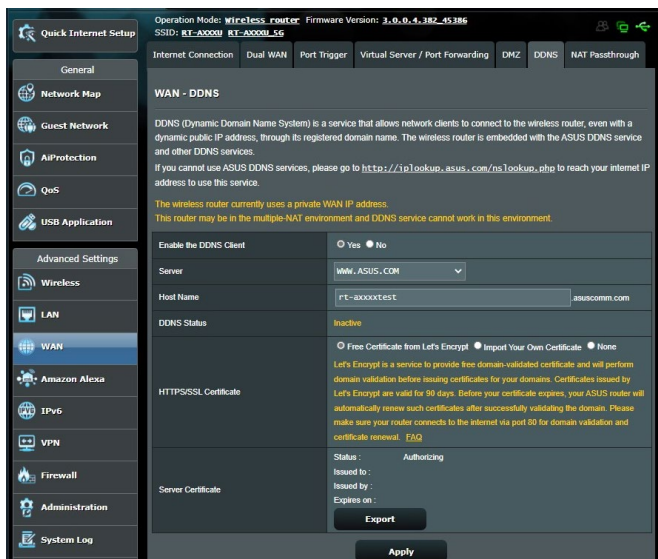 Quick Internet Setup
General
Network Map
Guest Network
AiProtection
QoS
USB Application
Advanced Settings
Wireless
LAN
WAN
Amazon Alexa
IPv6
VPN
Firewall
Administration
System Log
Operation Mode: Wireless router Firmware Version: 3.0.0.4.382_45386
SSID: RT-AXXXU RT-AXXXU_5G
Internet Connection Dual WAN Port Trigger Virtual Server / Port Forwarding DMZ DDNS NAT Passthrough
WAN - DDNS
DDNS (Dynamic Domain Name System) is a service that allows network clients to connect to the wireless router, even with a
dynamic public IP address, through its registered domain name. The wireless router is embedded with the ASUS DDNS service
and other DDNS services.
If you cannot use ASUS DDNS services, please go to http://iplookup.asus.com/nslookup.php to reach your internet IP
address to use this service.
The wireless router currently uses a private WAN IP address.
This router may be in the multiple-NAT environment and DDNS service cannot work in this environment.
Enable the DDNS Client Yes No
Server WWW.ASUS.COM
Host Name rt-axxxxtest .asuscomm.com
DDNS Status Inactive
HTTPS/SSL Certificate
Free Certificate from Let's Encrypt Import Your Own Certificate None
Let's Encrypt is a service to provide free domain-validated certificate and will perform
domain validation before issuing certificates for your domains. Certificates issued by
Let's Encrypt are valid for 90 days. Before your certificate expires, your ASUS router will
automatically renew such certificates after successfully validating the domain. Please
make sure your router connects to the internet via port 80 for domain validation and
certificate renewal. FAQ
Server Certificate
Status : Authorizing
Issued to :
Issued by :
Expires on :
Export
Apply